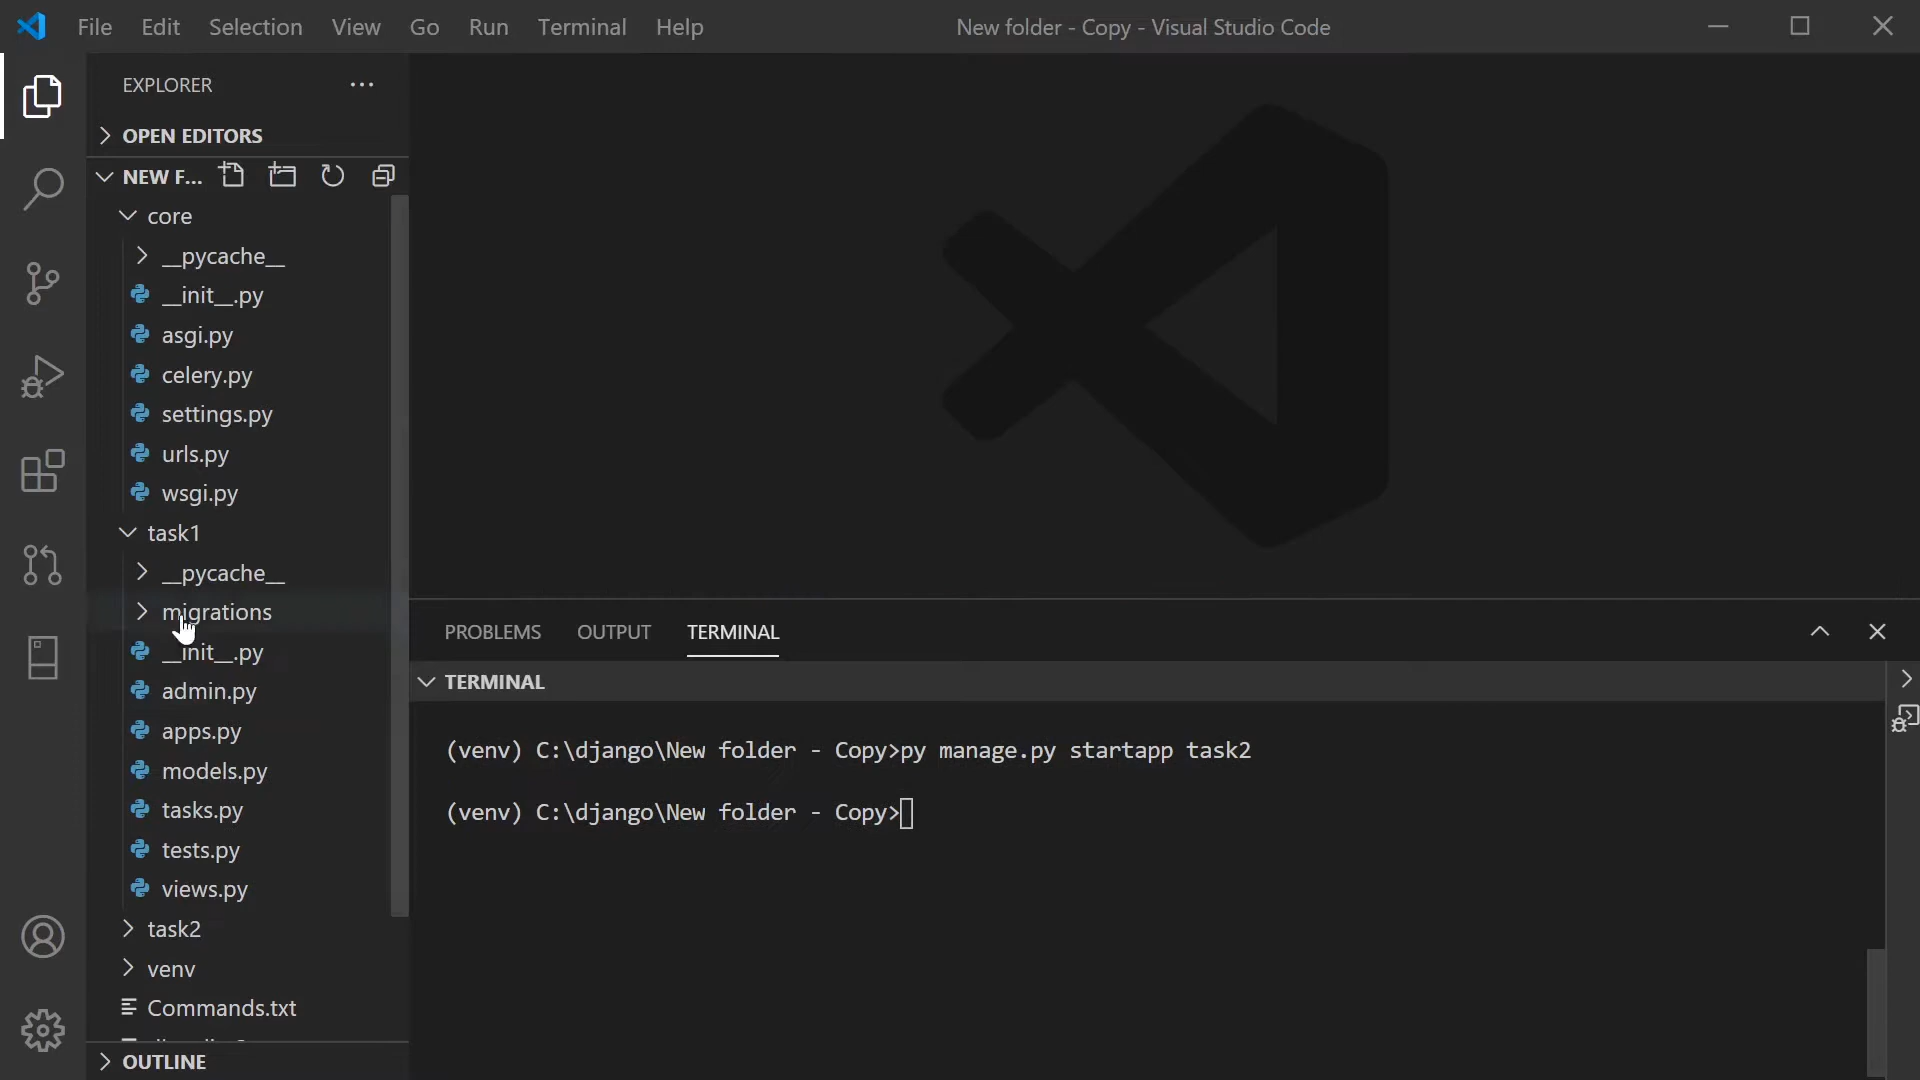 File Edit Selection View Go Run Terminal Help
New folder - Copy - Visual Studio Code
EXPLORER
OPEN EDITORS
NEW F...
core
__pycache__
__init__.py
asgi.py
celery.py
settings.py
urls.py
wsgi.py
task1
__pycache__
migrations
__init__.py
admin.py
apps.py
models.py
tasks.py
tests.py
views.py
task2
venv
Commands.txt
OUTLINE
PROBLEMS OUTPUT TERMINAL
TERMINAL
(venv) C:\django\New folder - Copy>py manage.py startapp task2
(venv) C:\django\New folder - Copy>